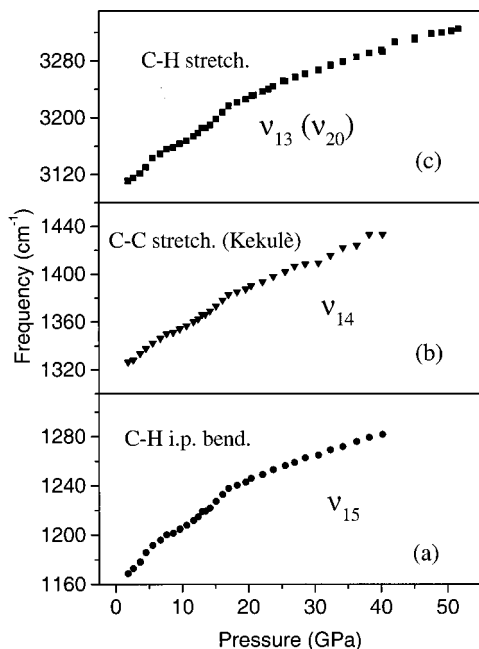 3280
C-H stretch.
3200
ν13 (ν20)
3120
(c)
1440
C-C stretch. (Kekulè)
1400
1360
ν14
1320
(b)
Frequency (cm-1)
1280
C-H i.p. bend.
1240
ν15
1200
(a)
1160
0 10 20 30 40 50
Pressure (GPa)